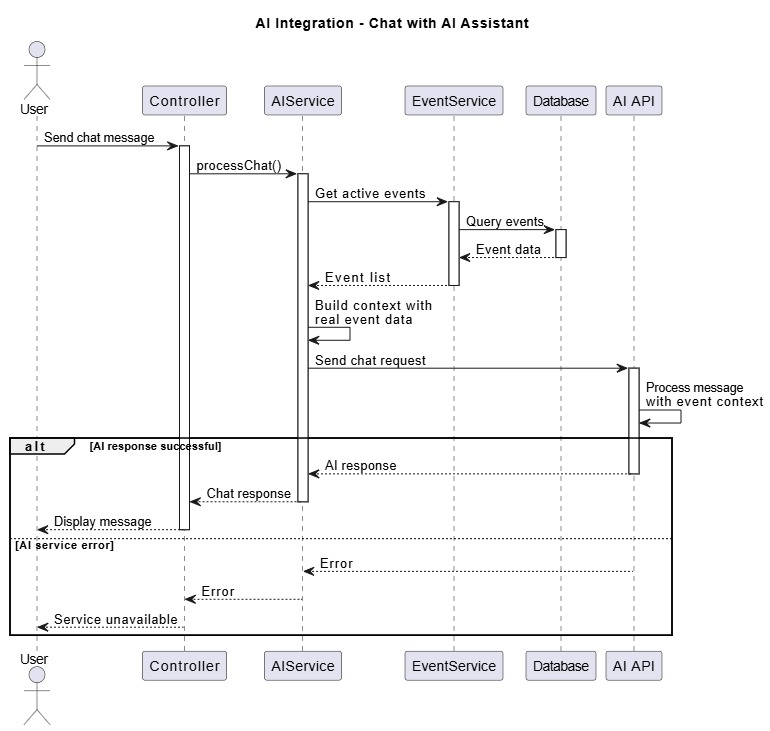 AI Integration - Chat with AI Assistant
User
Controller
AIService
EventService
Database
AI API
Send chat message
processChat()
Get active events
Query events
Event data
Event list
Build context with
real event data
Send chat request
Process message
with event context
alt
[AI response successful]
AI response
Chat response
Display message
[AI service error]
Error
Error
Service unavailable
User
Controller
AIService
EventService
Database
AI API